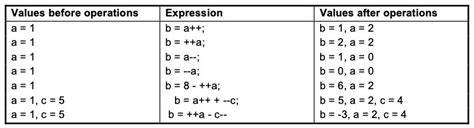 Values before operations Expression Values after operations
a = 1 b = a++; b = 1, a = 2
a = 1 b = ++a; b = 2, a = 2
a = 1 b = a--; b = 1, a = 0
a = 1 b = --a; b = 0, a = 0
a = 1 b = 8 - ++a; b = 6, a = 2
a = 1, c = 5 b = a++ + --c; b = 5, a = 2, c = 4
a = 1, c = 5 b = ++a - c-- b = -3, a = 2, c = 4